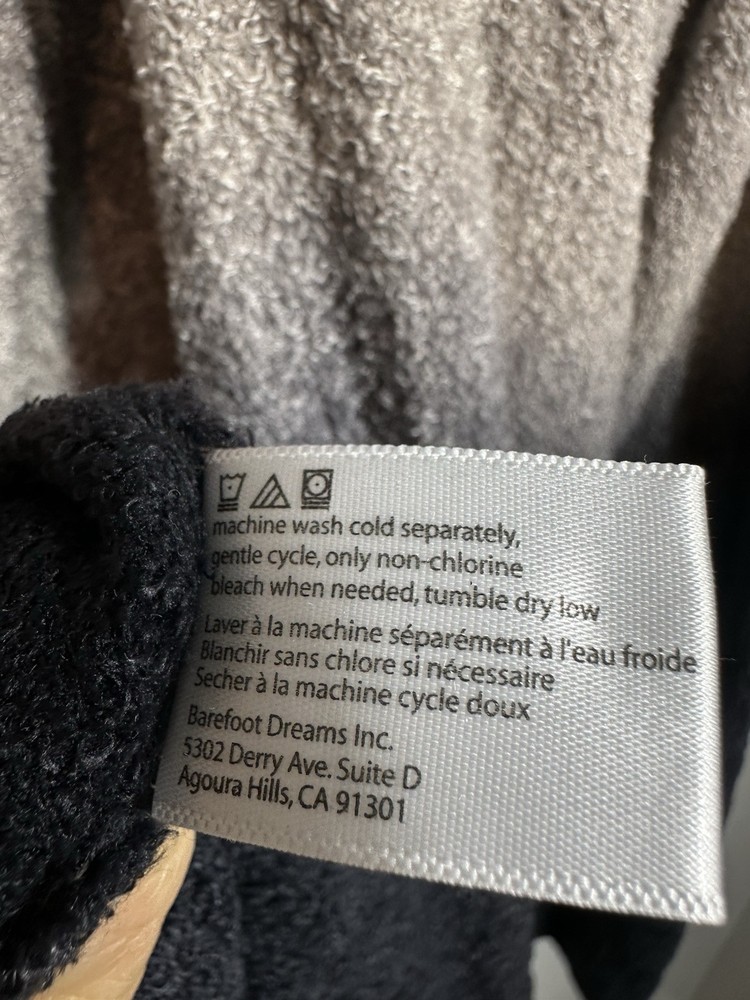 machine wash cold separately,
gentle cycle, only non-chlorine
bleach when needed, tumble dry low
Laver à la machine séparément à l'eau froide
Blanchir sans chlore si nécessaire
Secher à la machine cycle doux
Barefoot Dreams Inc.
5302 Derry Ave. Suite D
Agoura Hills, CA 91301